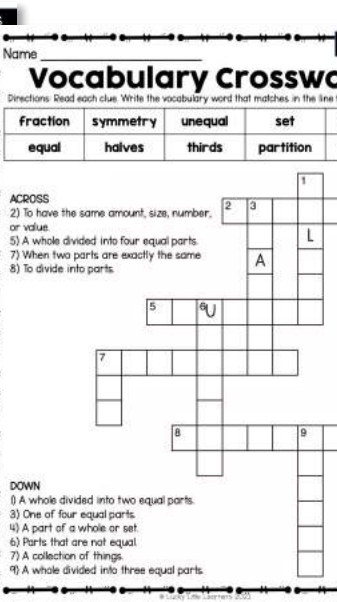 Name
Vocabulary Crossw
Directions: Read each clue. Write the vocabulary word that matches in the line
fraction symmetry unequal set
equal halves thirds partition
1
ACROSS
2) To have the same amount, size, number, 2 3
or value.
L
5) A whole divided into four equal parts.
7) When two parts are exactly the same
A
8) To divide into parts.
5 6 U
7
8 9
DOWN
1) A whole divided into two equal parts.
3) One of four equal parts.
4) A part of a whole or set.
6) Parts that are not equal.
7) A collection of things.
9) A whole divided into three equal parts.
© Lucky Little Learners 2023